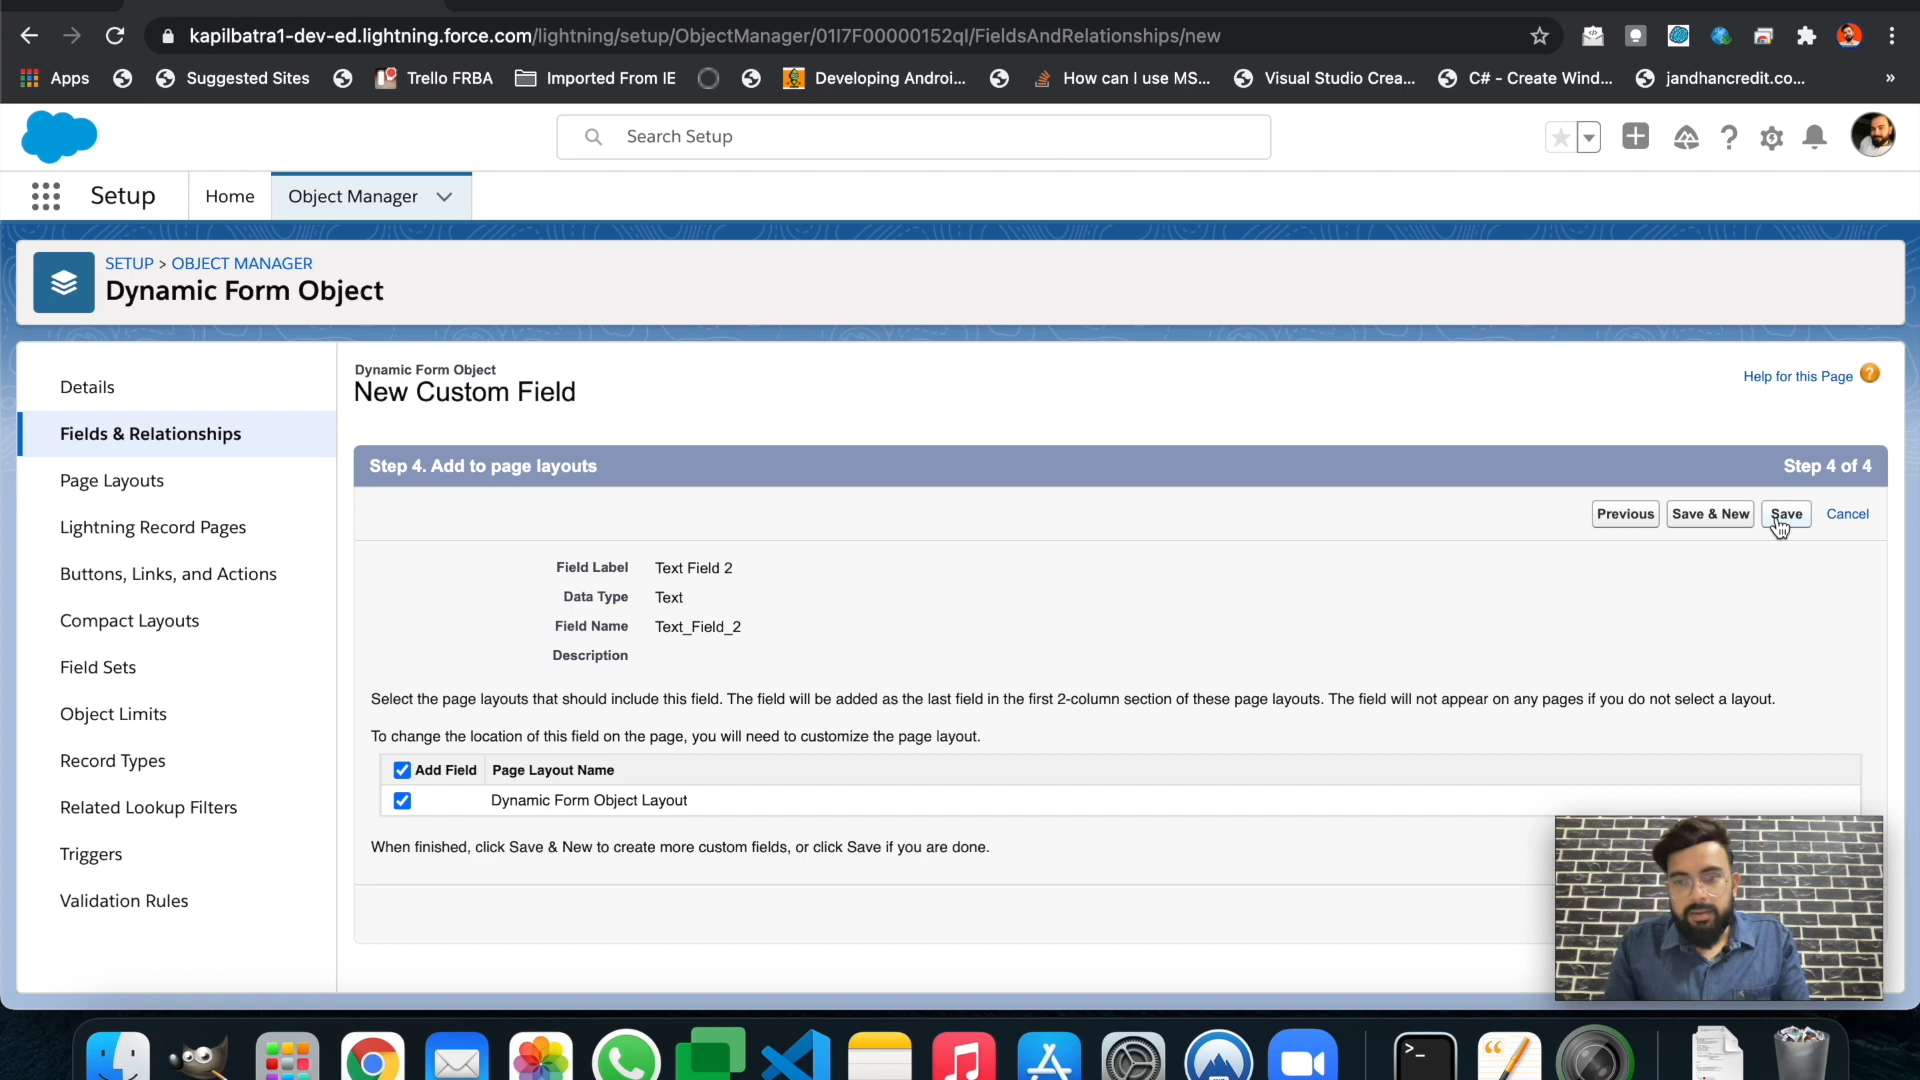 kapilbatra1-dev-ed.lightning.force.com/lightning/setup/ObjectManager/01I7F00000152ql/FieldsAndRelationships/new
Apps Suggested Sites Trello FRBA Imported From IE Developing Androi... How can I use MS... Visual Studio Crea... C# - Create Wind... jandhancredit.co... »
Search Setup
Setup Home Object Manager
SETUP > OBJECT MANAGER
Dynamic Form Object
Details
Fields & Relationships
Page Layouts
Lightning Record Pages
Buttons, Links, and Actions
Compact Layouts
Field Sets
Object Limits
Record Types
Related Lookup Filters
Triggers
Validation Rules
Dynamic Form Object
New Custom Field
Help for this Page ?
Step 4. Add to page layouts Step 4 of 4
Previous Save & New Save Cancel
Field Label Text Field 2
Data Type Text
Field Name Text_Field_2
Description
Select the page layouts that should include this field. The field will be added as the last field in the first 2-column section of these page layouts. The field will not appear on any pages if you do not select a layout.
To change the location of this field on the page, you will need to customize the page layout.
Add Field Page Layout Name
Dynamic Form Object Layout
When finished, click Save & New to create more custom fields, or click Save if you are done.